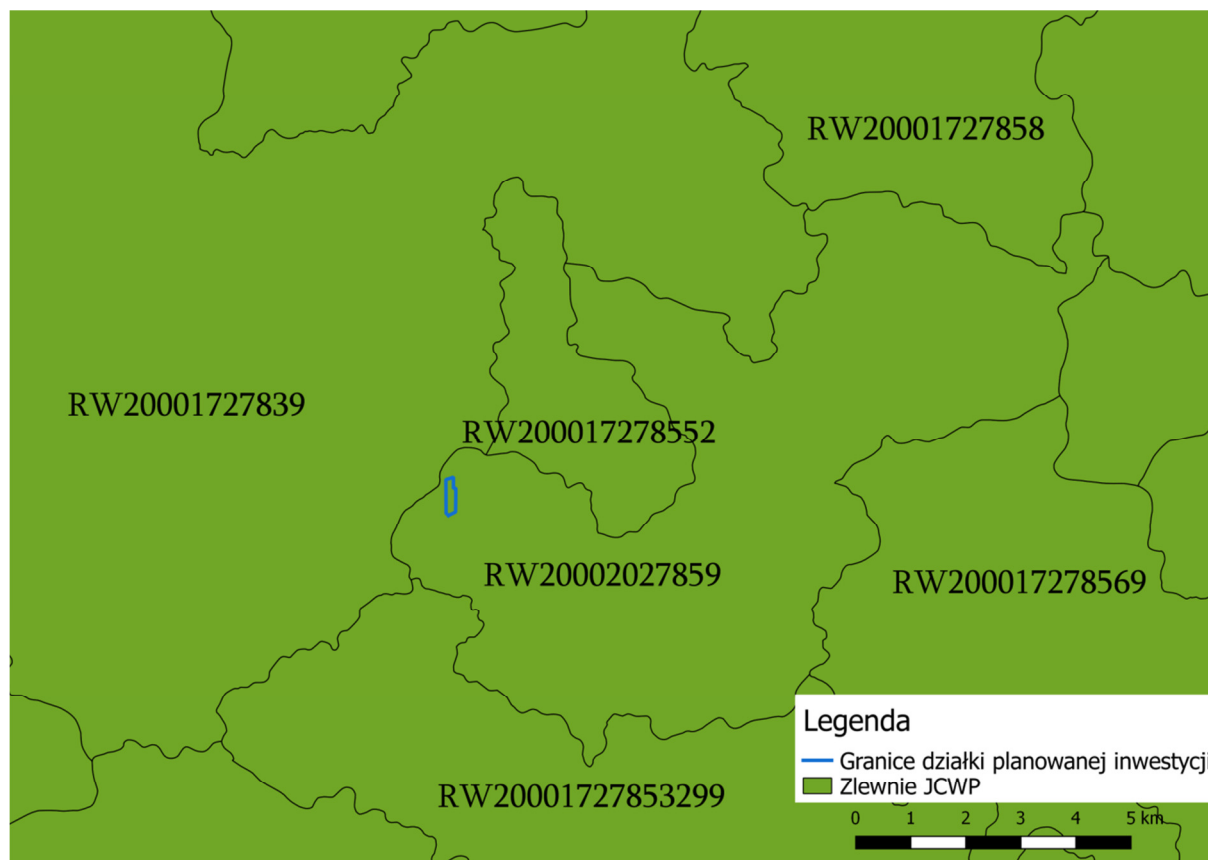 RW20001727858
RW20001727839
RW200017278552
RW20002027859
RW200017278569
RW20001727853299
Legenda
Granice działki planowanej inwestycji
Zlewnie JCWP
0 1 2 3 4 5 km